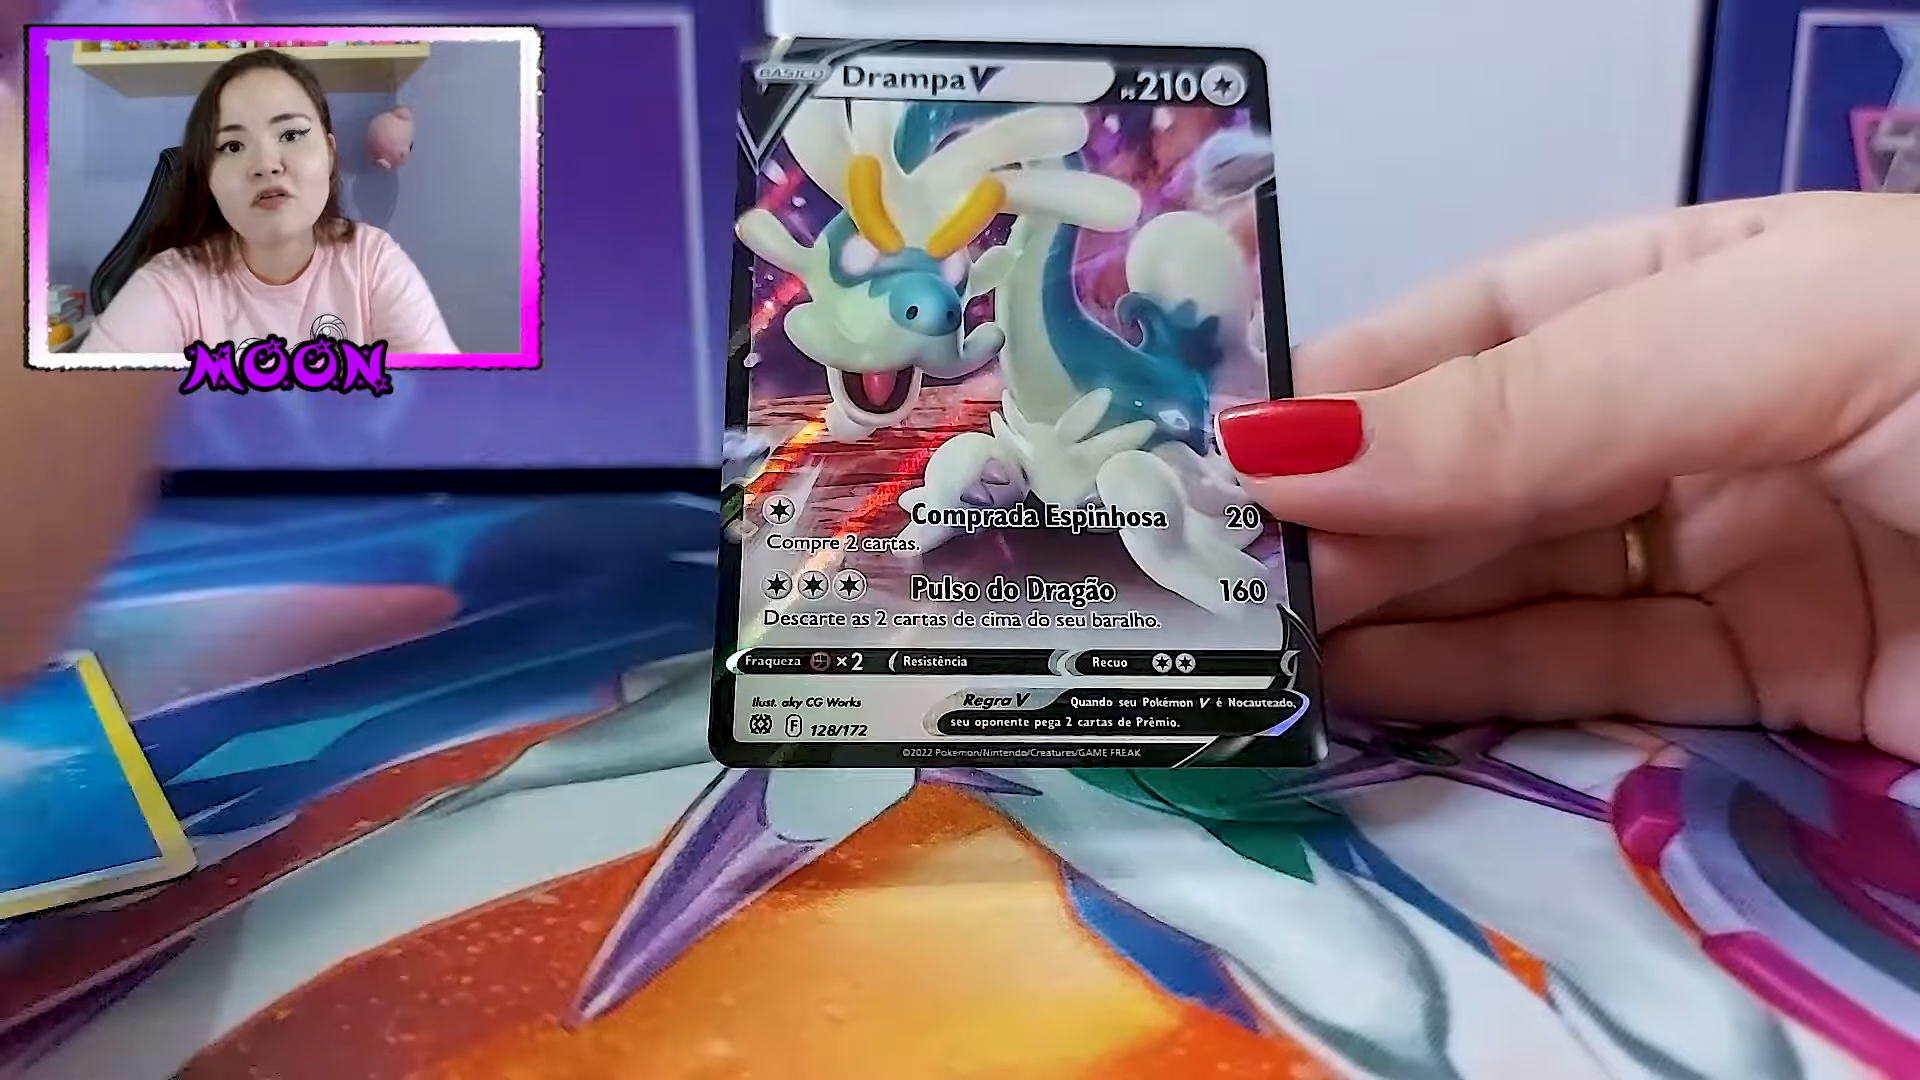 MOON
BÁSICO Drampa V PS 210
Comprada Espinhosa 20
Compre 2 cartas.
Pulso do Dragão 160
Descarte as 2 cartas de cima do seu baralho.
Fraqueza ×2 Resistência Recuo
Ilust. aky CG Works
Regra V Quando seu Pokémon V é Nocauteado,
seu oponente pega 2 cartas de Prêmio.
F 128/172
©2022 Pokémon/Nintendo/Creatures/GAME FREAK